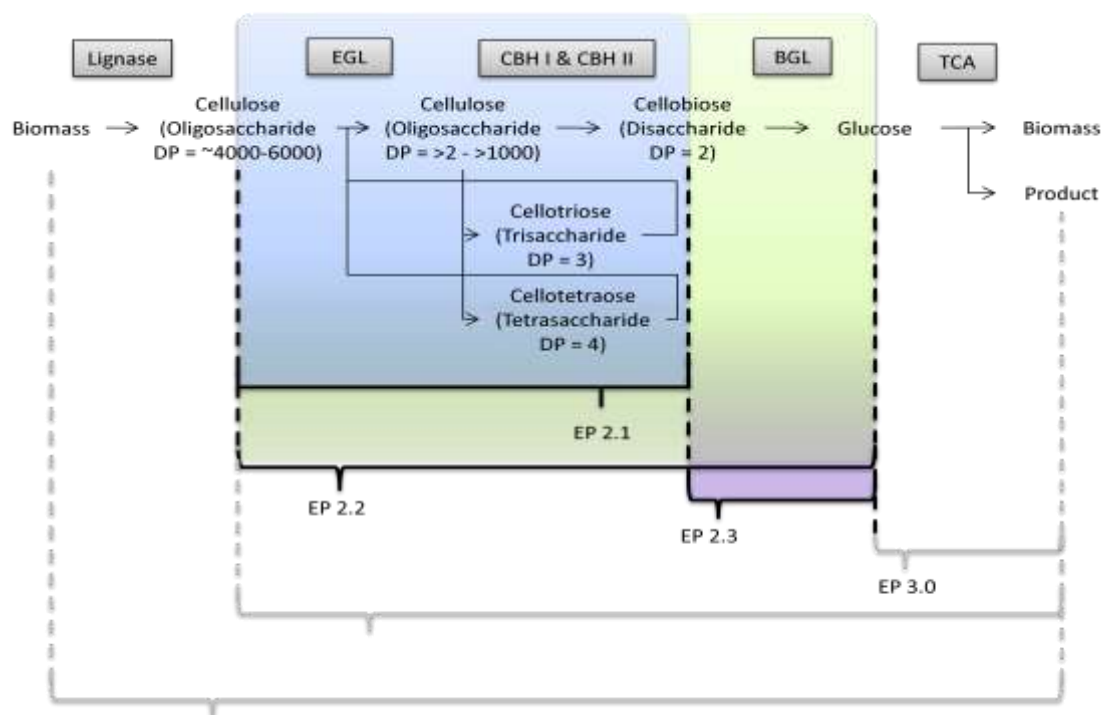 Lignase
EGL
CBH I & CBH II
BGL
TCA
Biomass
Cellulose
(Oligosaccharide
DP = ~4000-6000)
Cellulose
(Oligosaccharide
DP = >2 - >1000)
Cellobiose
(Disaccharide
DP = 2)
Glucose
Biomass
Product
Cellotriose
(Trisaccharide
DP = 3)
Cellotetraose
(Tetrasaccharide
DP = 4)
EP 2.1
EP 2.2
EP 2.3
EP 3.0